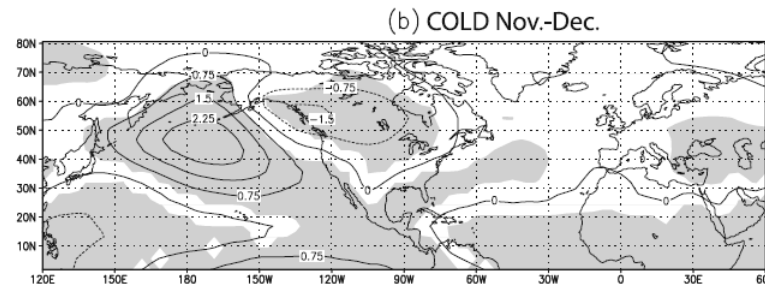 (b) COLD Nov.-Dec.
80N
70N
60N
50N
40N
30N
20N
10N
0
0.75
1.5
2.25
0
-0.75
-1.5
0
0.75
0
0
0
0.75
120E 150E 180 150W 120W 90W 60W 30W 0 30E